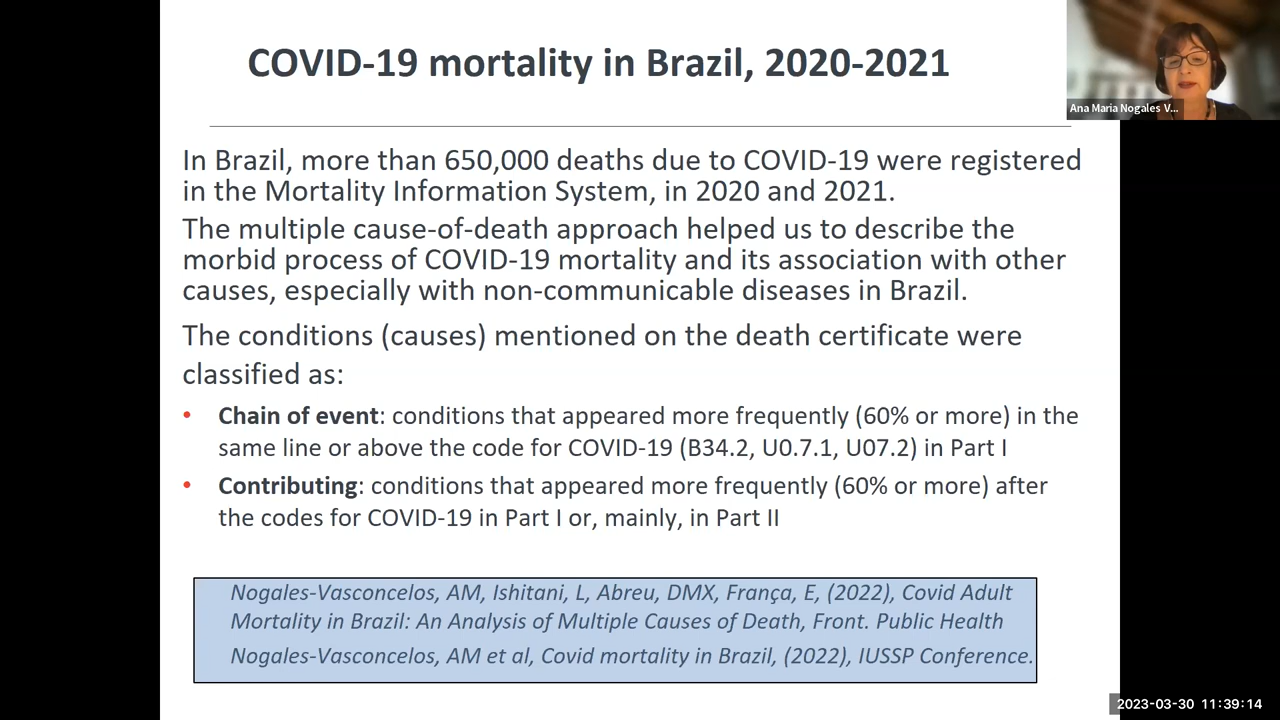 COVID-19 mortality in Brazil, 2020-2021
Ana María Nogales V...
In Brazil, more than 650,000 deaths due to COVID-19 were registered
in the Mortality Information System, in 2020 and 2021.
The multiple cause-of-death approach helped us to describe the
morbid process of COVID-19 mortality and its association with other
causes, especially with non-communicable diseases in Brazil.
The conditions (causes) mentioned on the death certificate were
classified as:
• Chain of event: conditions that appeared more frequently (60% or more) in the
same line or above the code for COVID-19 (B34.2, U0.7.1, U07.2) in Part I
• Contributing: conditions that appeared more frequently (60% or more) after
the codes for COVID-19 in Part I or, mainly, in Part II
Nogales-Vasconcelos, AM, Ishitani, L, Abreu, DMX, França, E, (2022), Covid Adult
Mortality in Brazil: An Analysis of Multiple Causes of Death, Front. Public Health
Nogales-Vasconcelos, AM et al, Covid mortality in Brazil, (2022), IUSSP Conference.
2023-03-30 11:39:14